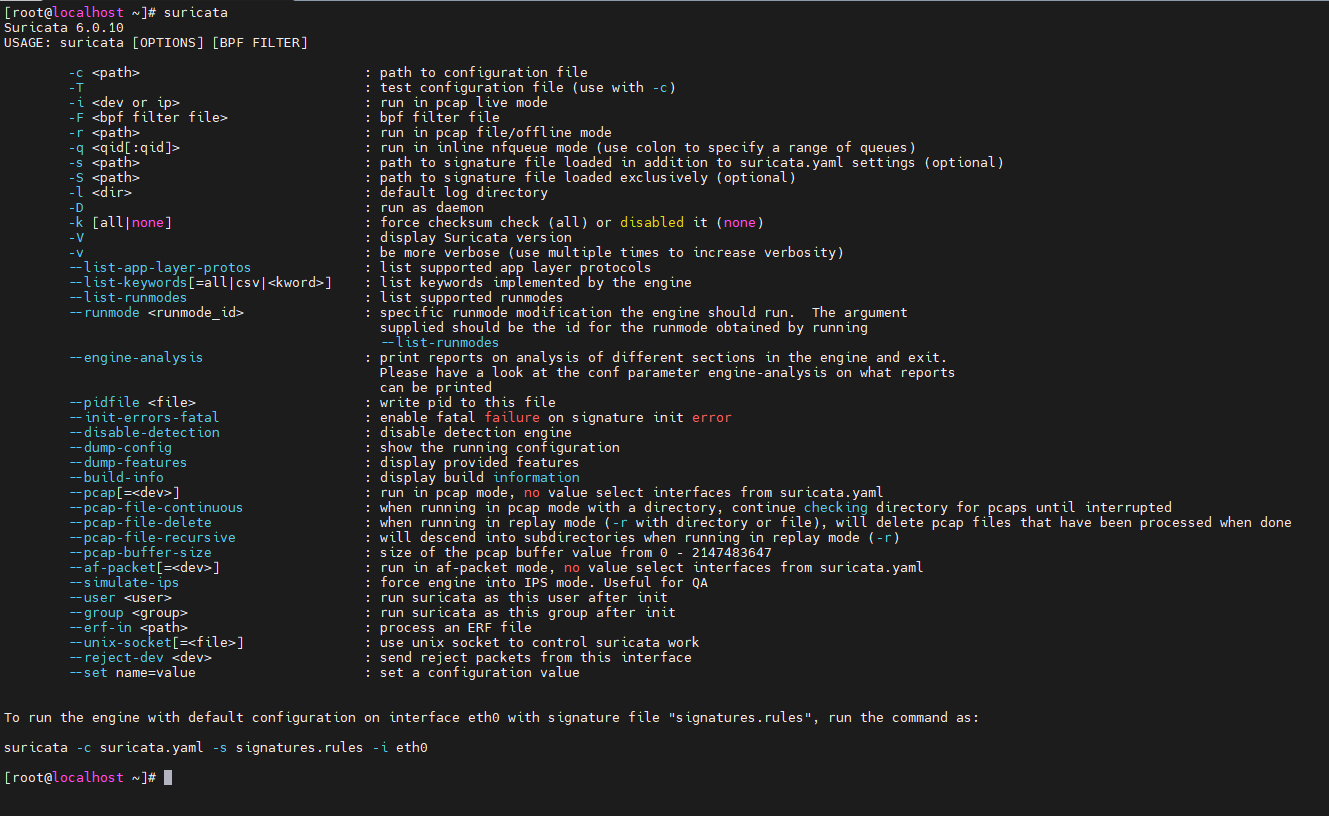 [root@localhost ~]# suricata
Suricata 6.0.10
USAGE: suricata [OPTIONS] [BPF FILTER]
-c <path> : path to configuration file
-T : test configuration file (use with -c)
-i <dev or ip> : run in pcap live mode
-F <bpf filter file> : bpf filter file
-r <path> : run in pcap file/offline mode
-q <qid[:qid]> : run in inline nfqueue mode (use colon to specify a range of queues)
-s <path> : path to signature file loaded in addition to suricata.yaml settings (optional)
-S <path> : path to signature file loaded exclusively (optional)
-l <dir> : default log directory
-D : run as daemon
-k [all|none] : force checksum check (all) or disabled it (none)
-V : display Suricata version
-v : be more verbose (use multiple times to increase verbosity)
--list-app-layer-protos : list supported app layer protocols
--list-keywords[=all|csv|<kword>] : list keywords implemented by the engine
--list-runmodes : list supported runmodes
--runmode <runmode_id> : specific runmode modification the engine should run.  The argument
supplied should be the id for the runmode obtained by running
--list-runmodes
--engine-analysis : print reports on analysis of different sections in the engine and exit.
Please have a look at the conf parameter engine-analysis on what reports
can be printed
--pidfile <file> : write pid to this file
--init-errors-fatal : enable fatal failure on signature init error
--disable-detection : disable detection engine
--dump-config : show the running configuration
--dump-features : display provided features
--build-info : display build information
--pcap[=<dev>] : run in pcap mode, no value select interfaces from suricata.yaml
--pcap-file-continuous : when running in pcap mode with a directory, continue checking directory for pcaps until interrupted
--pcap-file-delete : when running in replay mode (-r with directory or file), will delete pcap files that have been processed when done
--pcap-file-recursive : will descend into subdirectories when running in replay mode (-r)
--pcap-buffer-size : size of the pcap buffer value from 0 - 2147483647
--af-packet[=<dev>] : run in af-packet mode, no value select interfaces from suricata.yaml
--simulate-ips : force engine into IPS mode. Useful for QA
--user <user> : run suricata as this user after init
--group <group> : run suricata as this group after init
--erf-in <path> : process an ERF file
--unix-socket[=<file>] : use unix socket to control suricata work
--reject-dev <dev> : send reject packets from this interface
--set name=value : set a configuration value
To run the engine with default configuration on interface eth0 with signature file "signatures.rules", run the command as:
suricata -c suricata.yaml -s signatures.rules -i eth0
[root@localhost ~]#